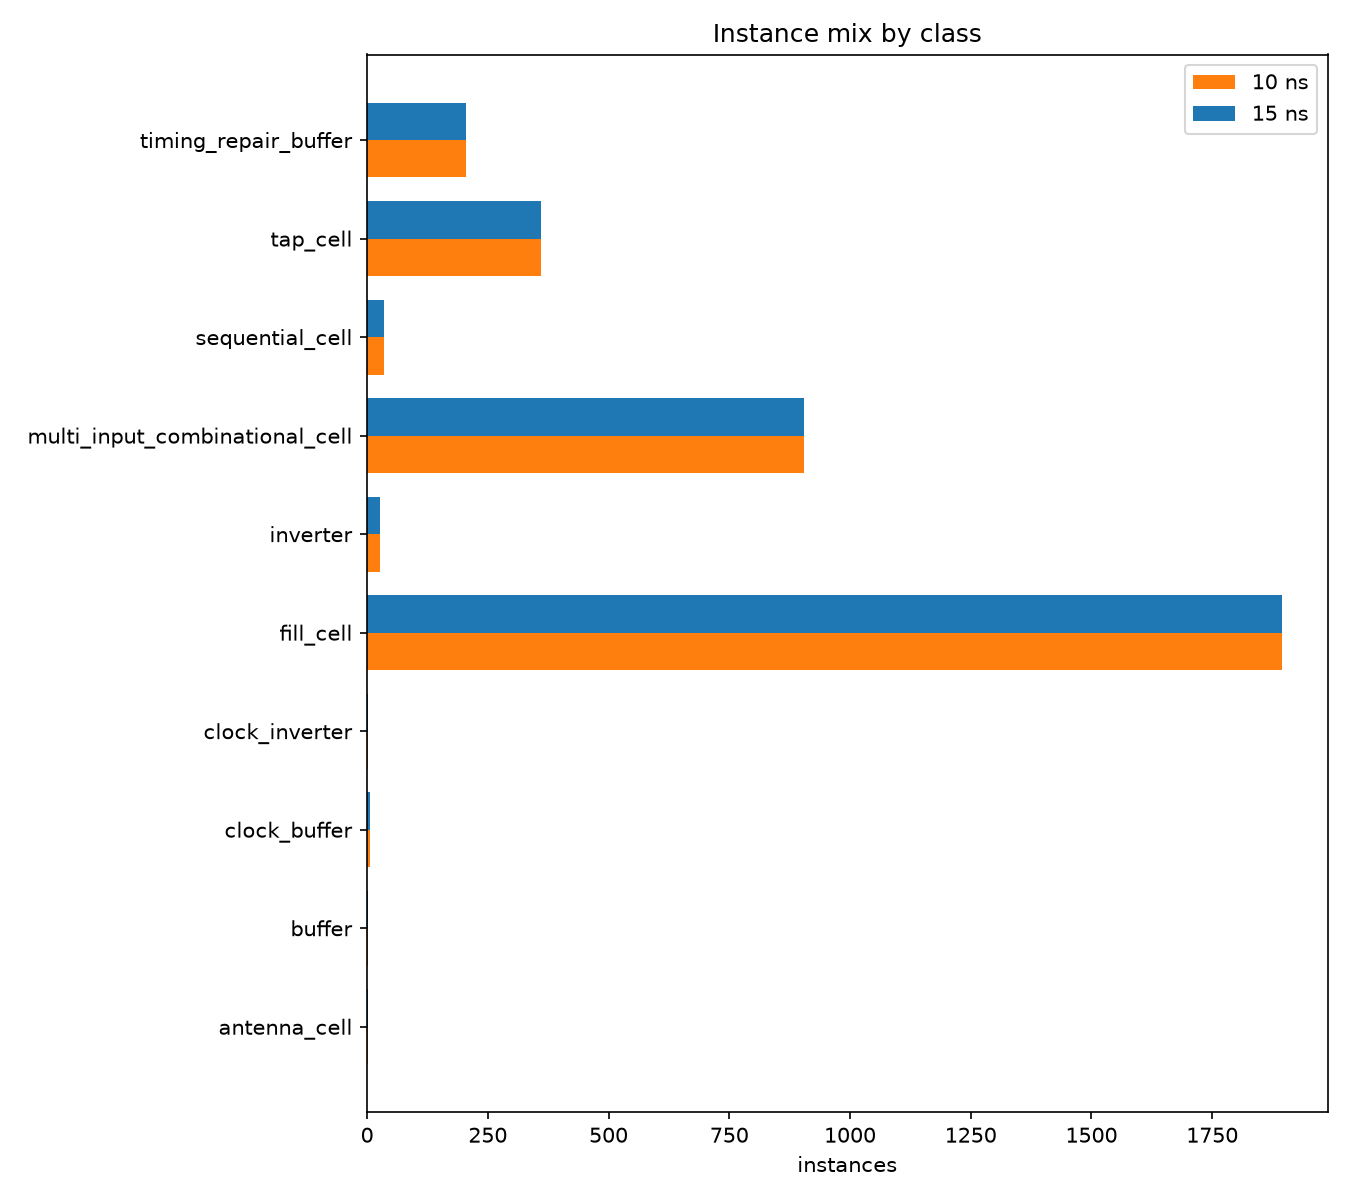 Instance mix by class
10 ns
15 ns
timing_repair_buffer
tap_cell
sequential_cell
multi_input_combinational_cell
inverter
fill_cell
clock_inverter
clock_buffer
buffer
antenna_cell
0 250 500 750 1000 1250 1500 1750
instances